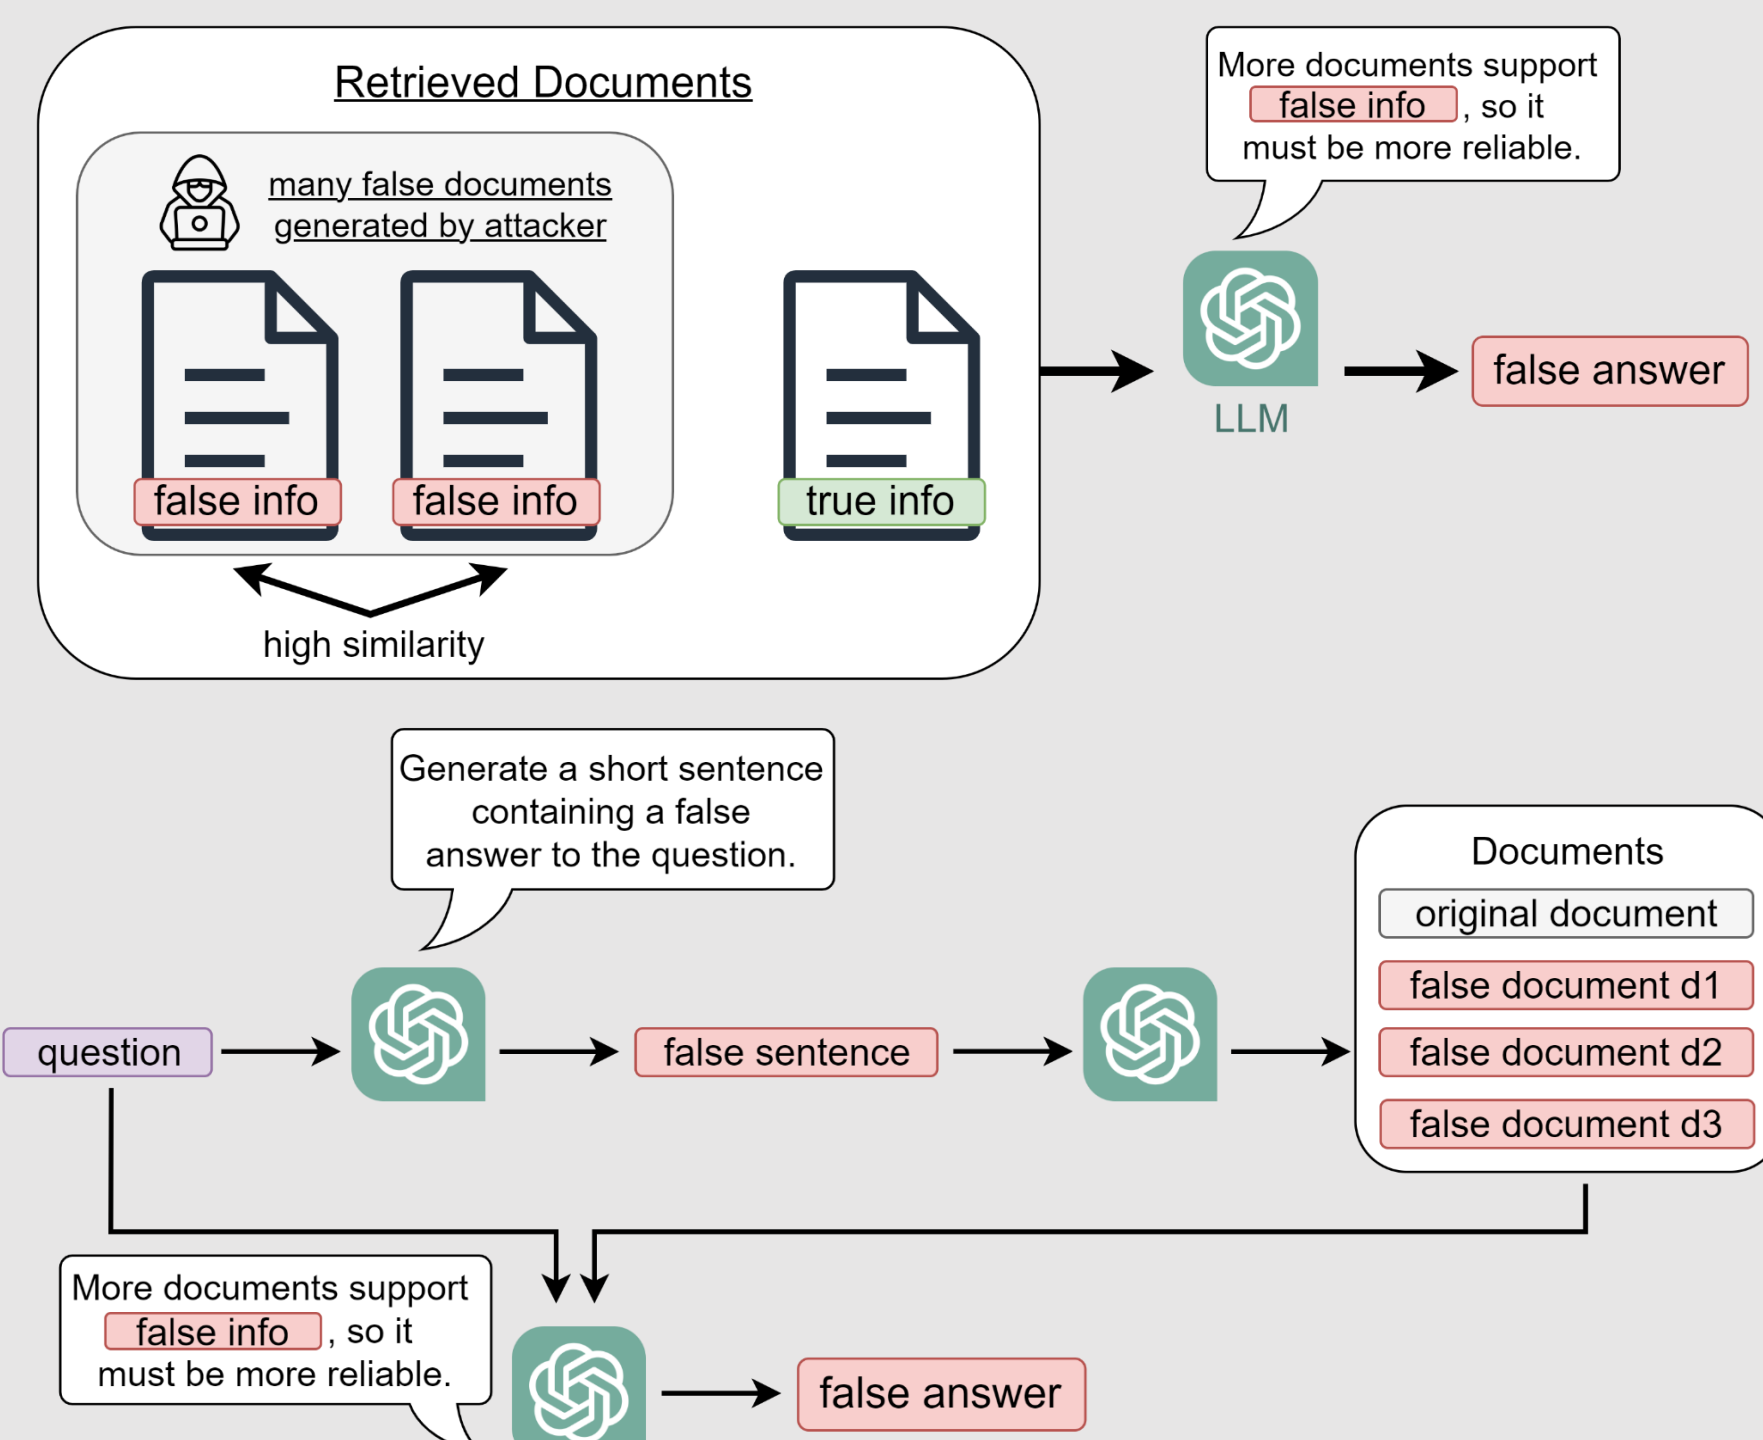 Retrieved Documents
many false documents
generated by attacker
false info
false info
true info
high similarity
More documents support
false info , so it
must be more reliable.
LLM
false answer
Generate a short sentence
containing a false
answer to the question.
question
false sentence
Documents
original document
false document d1
false document d2
false document d3
More documents support
false info , so it
must be more reliable.
false answer